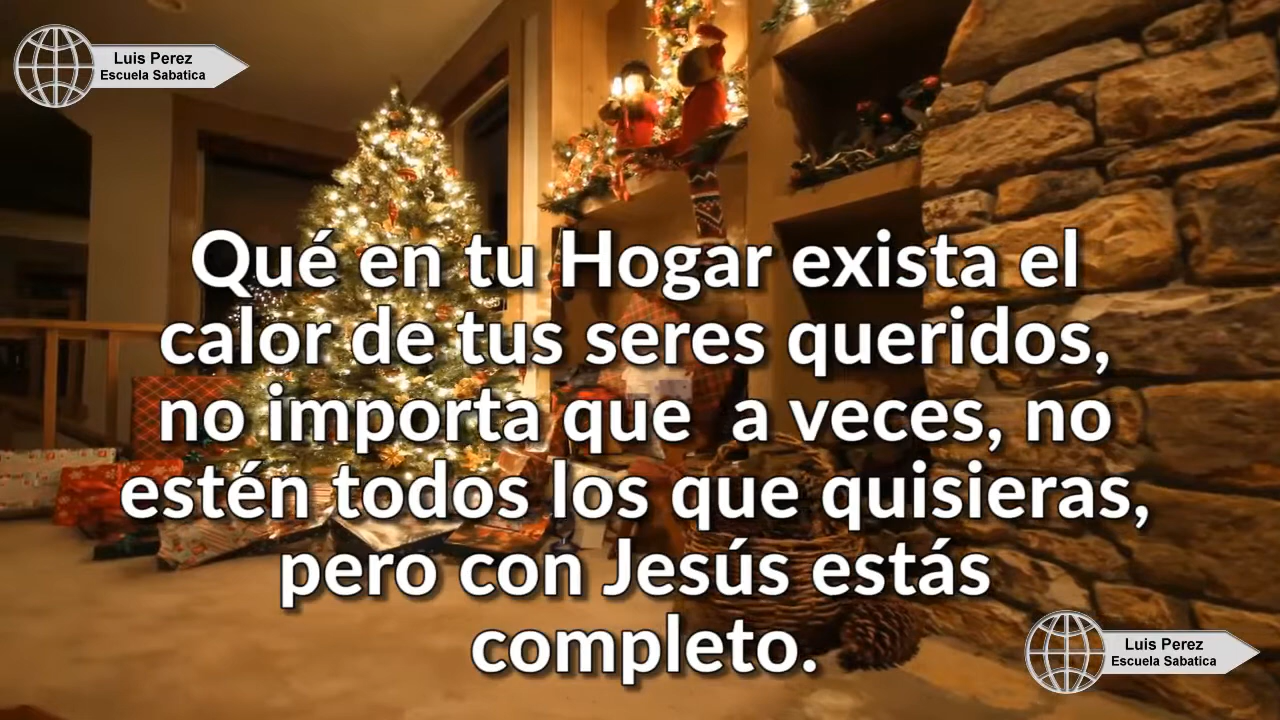 Luis Perez
Escuela Sabatica
Qué en tu Hogar exista el
calor de tus seres queridos,
no importa que  a veces, no
estén todos los que quisieras,
pero con Jesús estás
completo.
Luis Perez
Escuela Sabatica